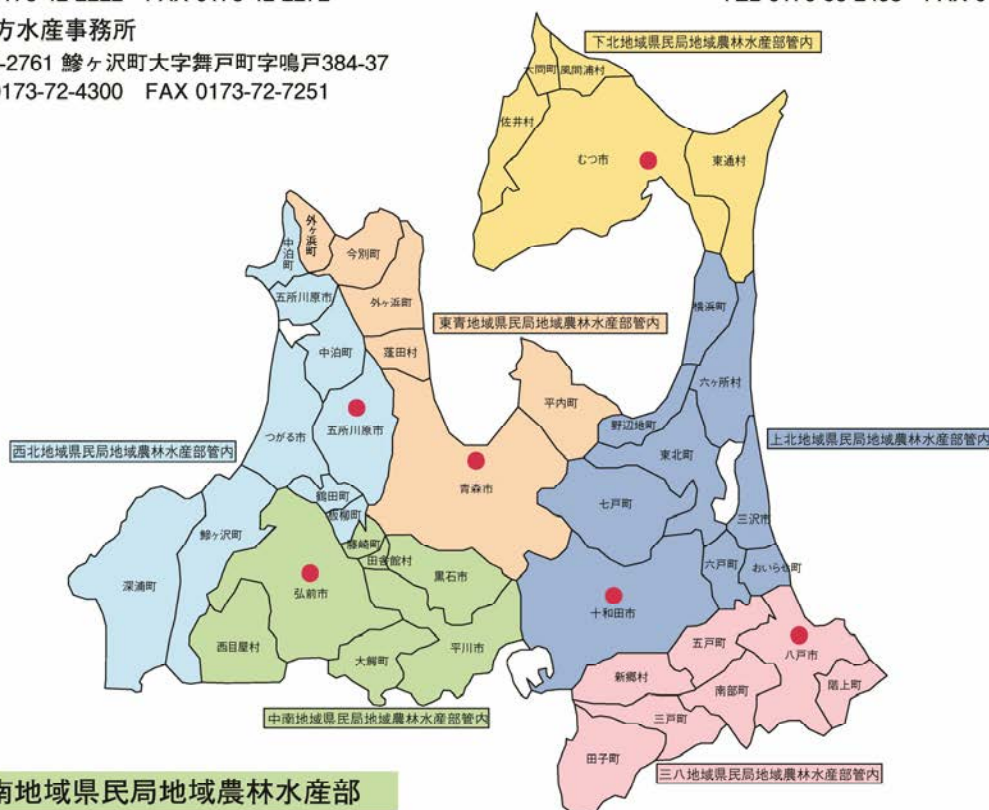 方水産事務所
-2761 鰺ヶ沢町大字舞戸町字鳴戸384-37
0173-72-4300 FAX 0173-72-7251
下北地域県民局地域農林水産部管内
大間町
風間浦村
佐井村
むつ市
東通村
外ヶ浜町
中泊町
今別町
五所川原市
外ヶ浜町
横浜町
東青地域県民局地域農林水産部管内
中泊町
蓬田村
六ヶ所村
平内町
五所川原市
野辺地町
つがる市
西北地域県民局地域農林水産部管内
上北地域県民局地域農林水産部管内
東北町
青森市
鶴田町
七戸町
板柳町
三沢市
鰺ヶ沢町
藤崎町
田舎館村
六戸町
おいらせ町
黒石市
深浦町
弘前市
十和田市
西目屋村
平川市
五戸町
八戸市
大鰐町
新郷村
南部町
階上町
中南地域県民局地域農林水産部管内
三戸町
田子町
三八地域県民局地域農林水産部管内
南地域県民局地域農林水産部